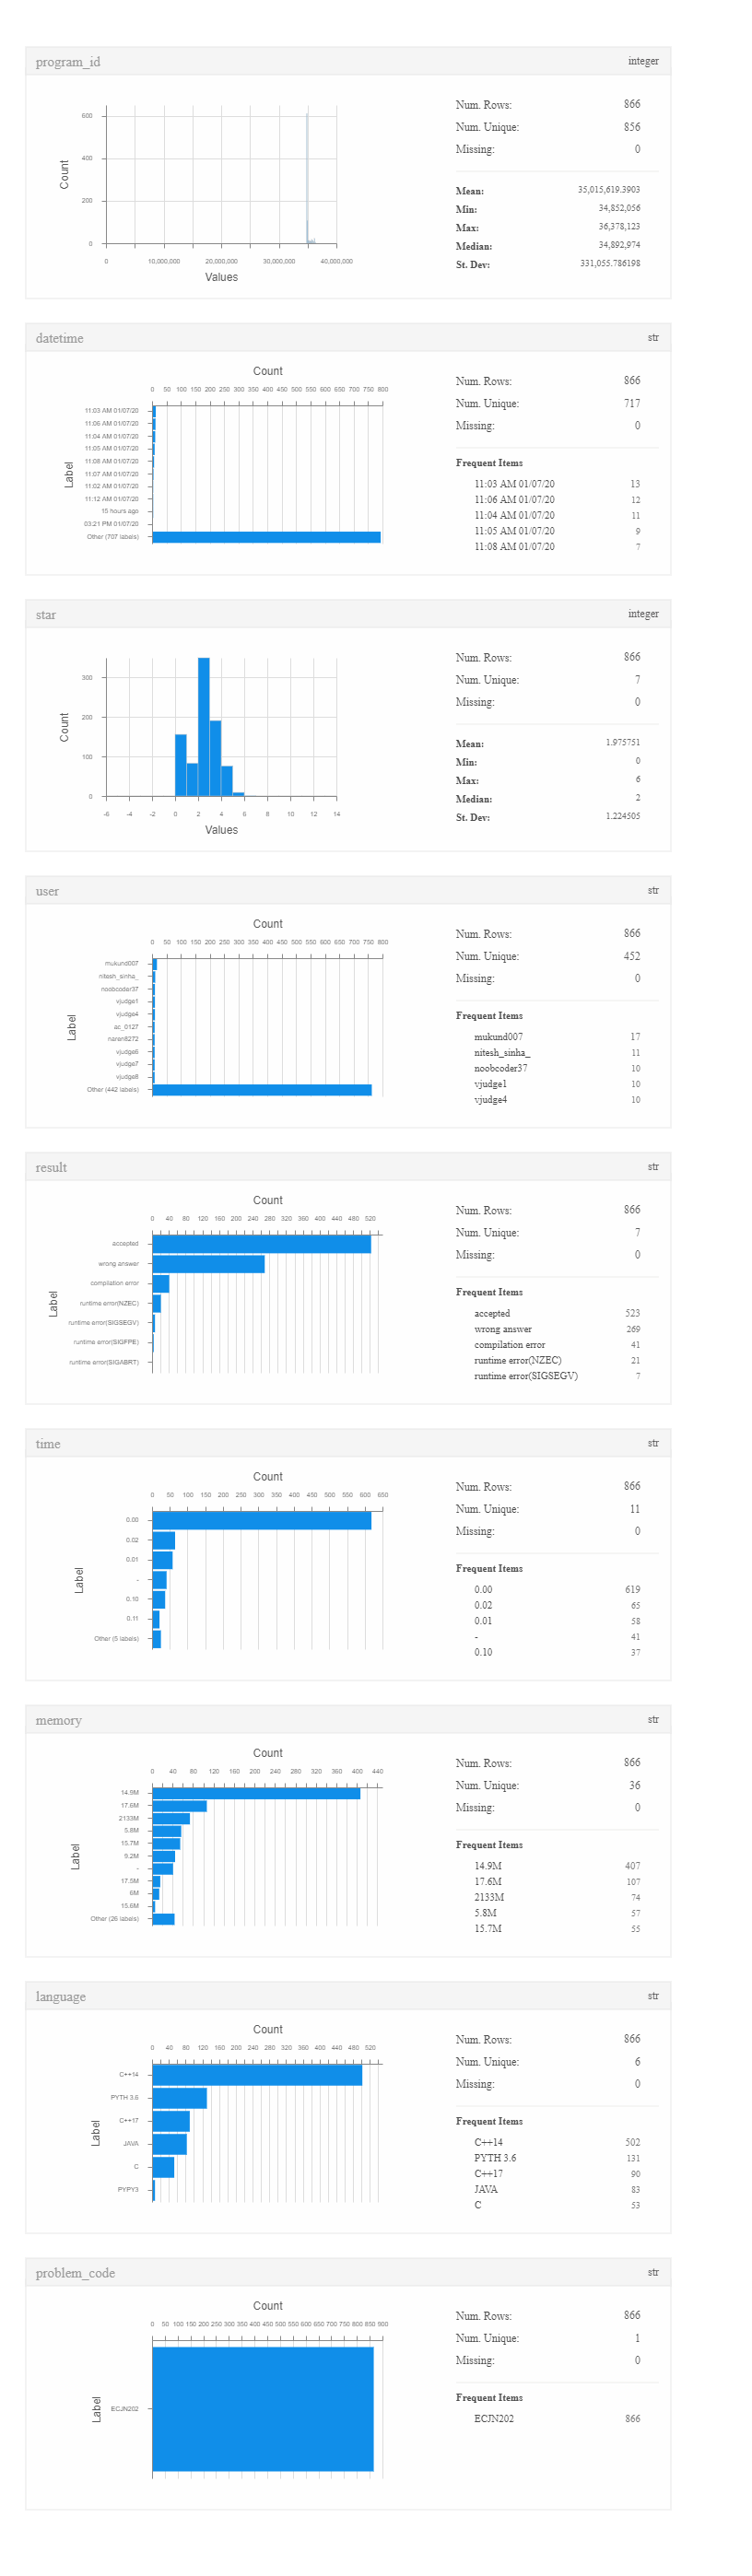 program_id integer
600
400
200
0
Count
0 10,000,000 20,000,000 30,000,000 40,000,000
Values
Num. Rows: 866
Num. Unique: 856
Missing: 0
Mean: 35,015,619.3903
Min: 34,852,056
Max: 36,378,123
Median: 34,892,974
St. Dev: 331,055.786198
datetime str
Count
0 50 100 150 200 250 300 350 400 450 500 550 600 650 700 750 800
Label
11:03 AM 01/07/20
11:06 AM 01/07/20
11:04 AM 01/07/20
11:05 AM 01/07/20
11:08 AM 01/07/20
11:07 AM 01/07/20
11:02 AM 01/07/20
11:12 AM 01/07/20
15 hours ago
03:21 PM 01/07/20
Other (707 labels)
Num. Rows: 866
Num. Unique: 717
Missing: 0
Frequent Items
11:03 AM 01/07/20 13
11:06 AM 01/07/20 12
11:04 AM 01/07/20 11
11:05 AM 01/07/20 9
11:08 AM 01/07/20 7
star integer
300
200
100
0
Count
-6 -4 -2 0 2 4 6 8 10 12 14
Values
Num. Rows: 866
Num. Unique: 7
Missing: 0
Mean: 1.975751
Min: 0
Max: 6
Median: 2
St. Dev: 1.224505
user str
Count
0 50 100 150 200 250 300 350 400 450 500 550 600 650 700 750 800
Label
mukund007
nitesh_sinha_
noobcoder37
vjudge1
vjudge4
ac_0127
naren8272
vjudge6
vjudge7
vjudge8
Other (442 labels)
Num. Rows: 866
Num. Unique: 452
Missing: 0
Frequent Items
mukund007 17
nitesh_sinha_ 11
noobcoder37 10
vjudge1 10
vjudge4 10
result str
Count
0 40 80 120 160 200 240 280 320 360 400 440 480 520
Label
accepted
wrong answer
compilation error
runtime error(NZEC)
runtime error(SIGSEGV)
runtime error(SIGFPE)
runtime error(SIGABRT)
Num. Rows: 866
Num. Unique: 7
Missing: 0
Frequent Items
accepted 523
wrong answer 269
compilation error 41
runtime error(NZEC) 21
runtime error(SIGSEGV) 7
time str
Count
0 50 100 150 200 250 300 350 400 450 500 550 600 650
Label
0.00
0.02
0.01
-
0.10
0.11
Other (5 labels)
Num. Rows: 866
Num. Unique: 11
Missing: 0
Frequent Items
0.00 619
0.02 65
0.01 58
- 41
0.10 37
memory str
Count
0 40 80 120 160 200 240 280 320 360 400 440
Label
14.9M
17.6M
2133M
5.8M
15.7M
9.2M
-
17.5M
6M
15.6M
Other (26 labels)
Num. Rows: 866
Num. Unique: 36
Missing: 0
Frequent Items
14.9M 407
17.6M 107
2133M 74
5.8M 57
15.7M 55
language str
Count
0 40 80 120 160 200 240 280 320 360 400 440 480 520
Label
C++14
PYTH 3.6
C++17
JAVA
C
PYPY3
Num. Rows: 866
Num. Unique: 6
Missing: 0
Frequent Items
C++14 502
PYTH 3.6 131
C++17 90
JAVA 83
C 53
problem_code str
Count
0 50 100 150 200 250 300 350 400 450 500 550 600 650 700 750 800 850 900
Label
ECJN202
Num. Rows: 866
Num. Unique: 1
Missing: 0
Frequent Items
ECJN202 866